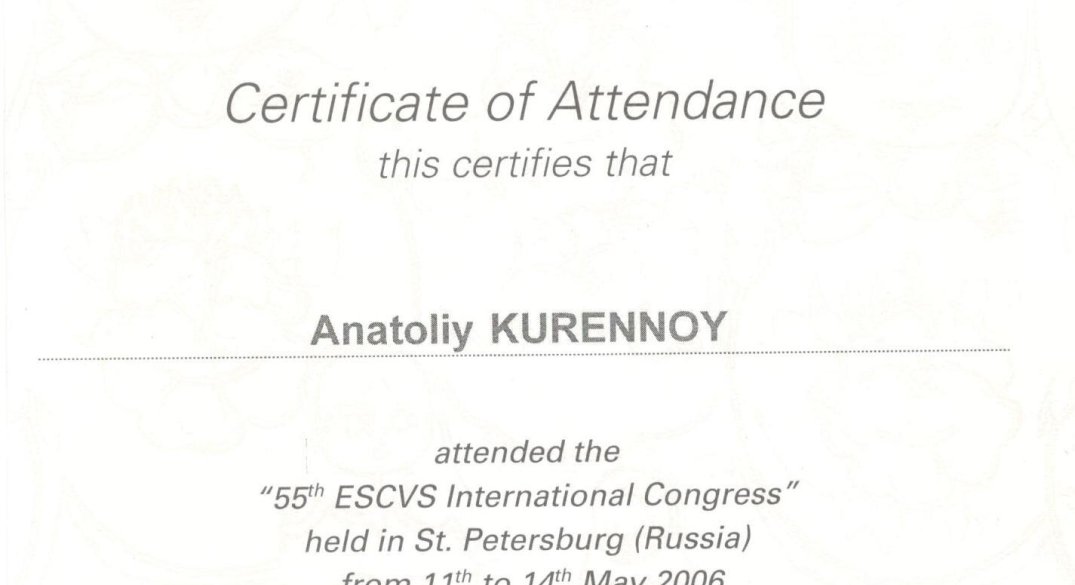 Certificate of Attendance
this certifies that
Anatoliy KURENNOY
attended the
“55th ESCVS International Congress”
held in St. Petersburg (Russia)
from 11th to 14th May 2006